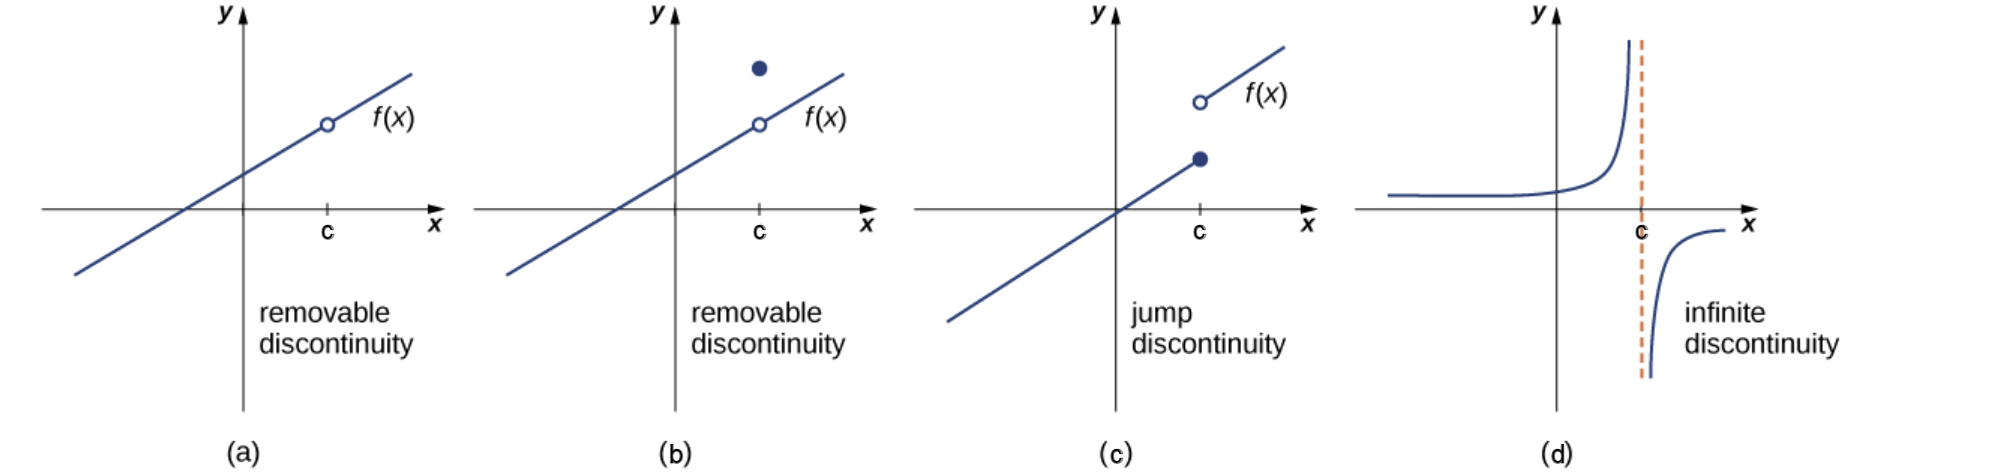 y
f(x)
x
c
removable
discontinuity
(a)
y
f(x)
x
c
removable
discontinuity
(b)
y
f(x)
x
c
jump
discontinuity
(c)
y
x
c
infinite
discontinuity
(d)